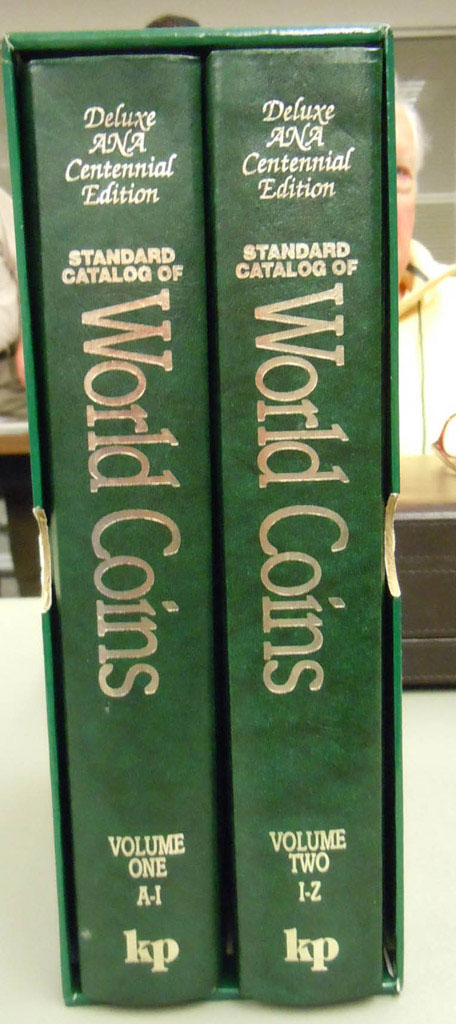 Deluxe
ANA
Centennial
Edition
STANDARD
CATALOG OF
World Coins
VOLUME
ONE
A-I
kp
Deluxe
ANA
Centennial
Edition
STANDARD
CATALOG OF
World Coins
VOLUME
TWO
I-Z
kp